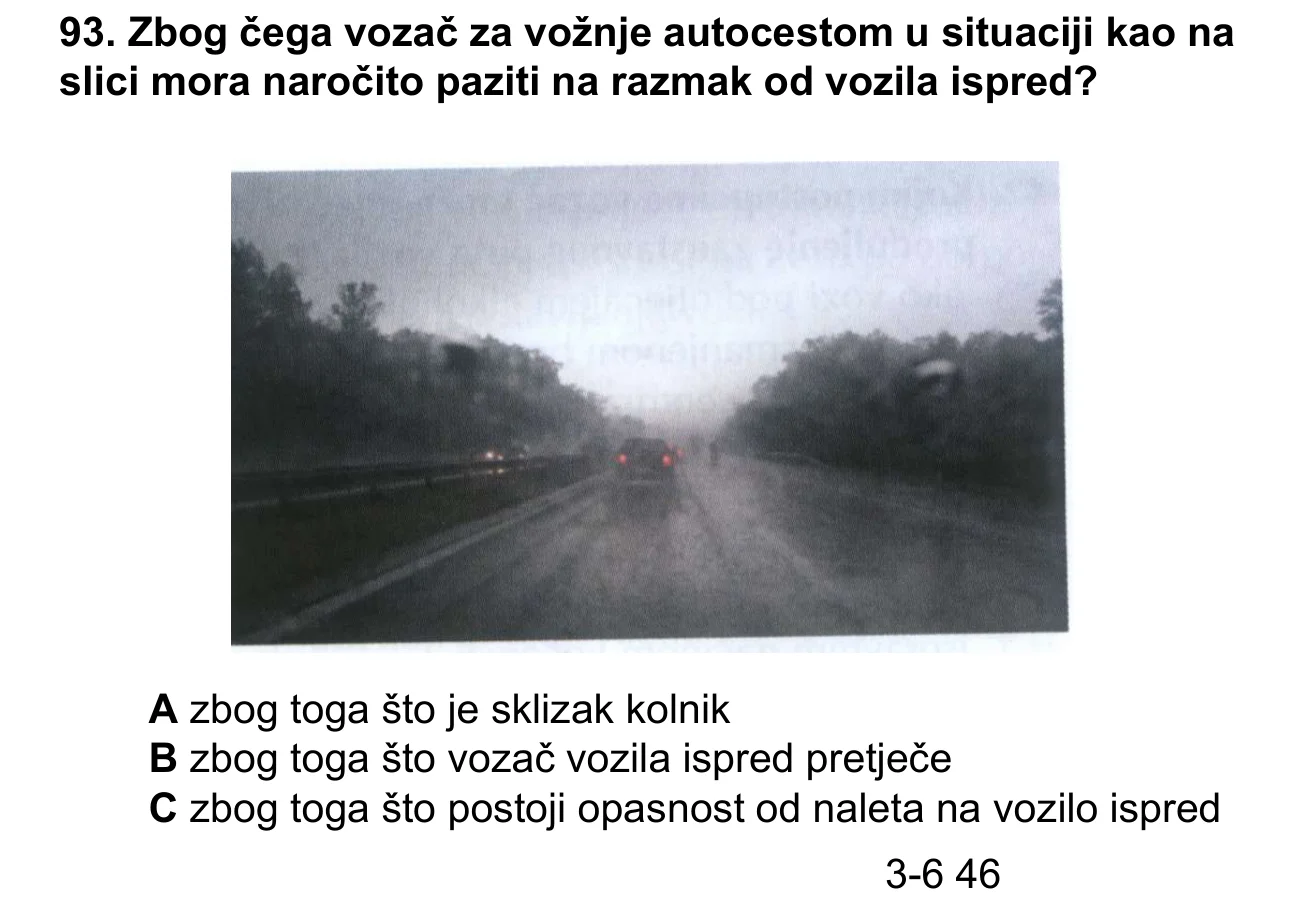 93. Zbog čega vozač za vožnje autocestom u situaciji kao na
slici mora naročito paziti na razmak od vozila ispred?
A zbog toga što je sklizak kolnik
B zbog toga što vozač vozila ispred pretječe
C zbog toga što postoji opasnost od naleta na vozilo ispred
3-6 46